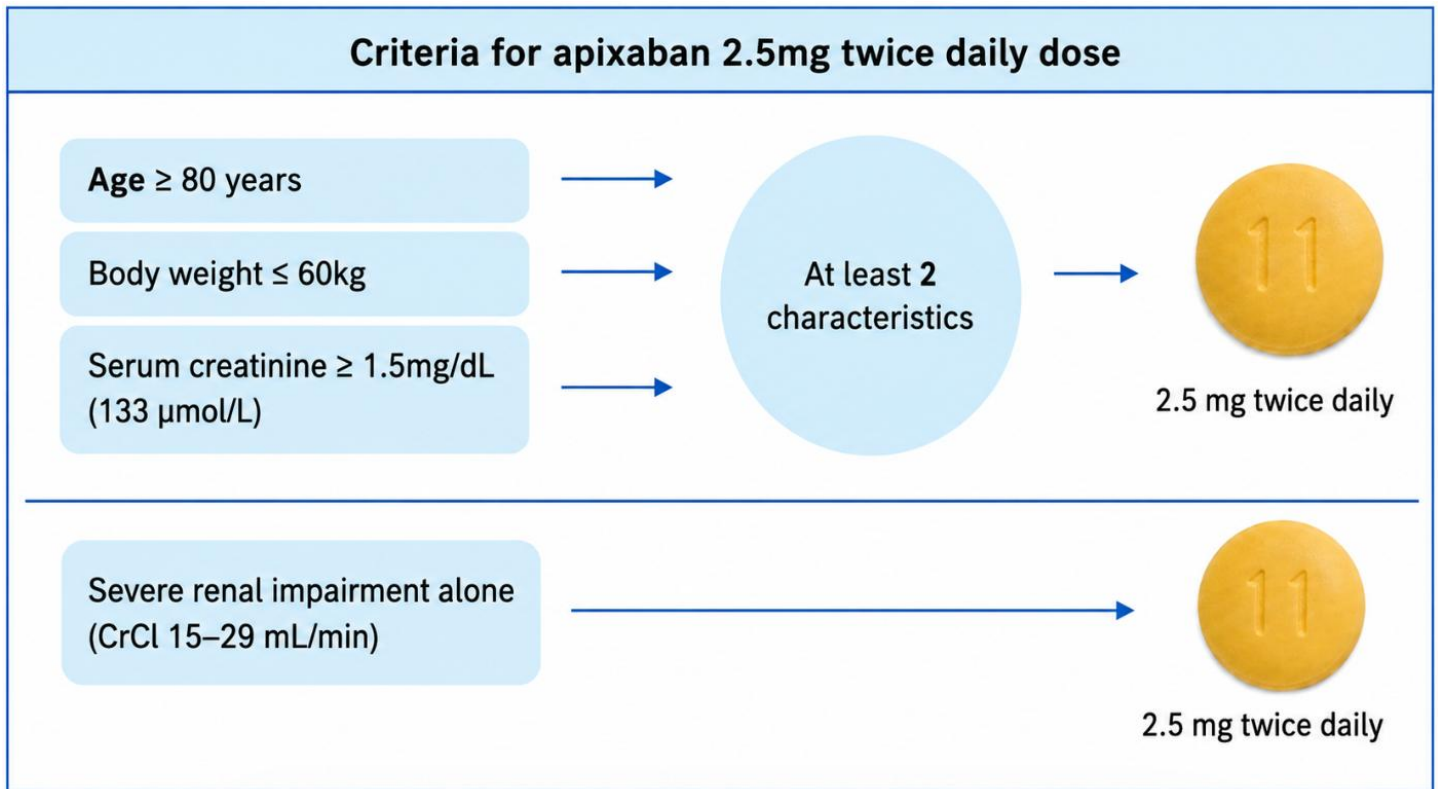 Criteria for apixaban 2.5mg twice daily dose
Age ≥ 80 years
Body weight ≤ 60kg
Serum creatinine ≥ 1.5mg/dL
(133 µmol/L)
At least 2
characteristics
11
2.5 mg twice daily
Severe renal impairment alone
(CrCl 15–29 mL/min)
11
2.5 mg twice daily